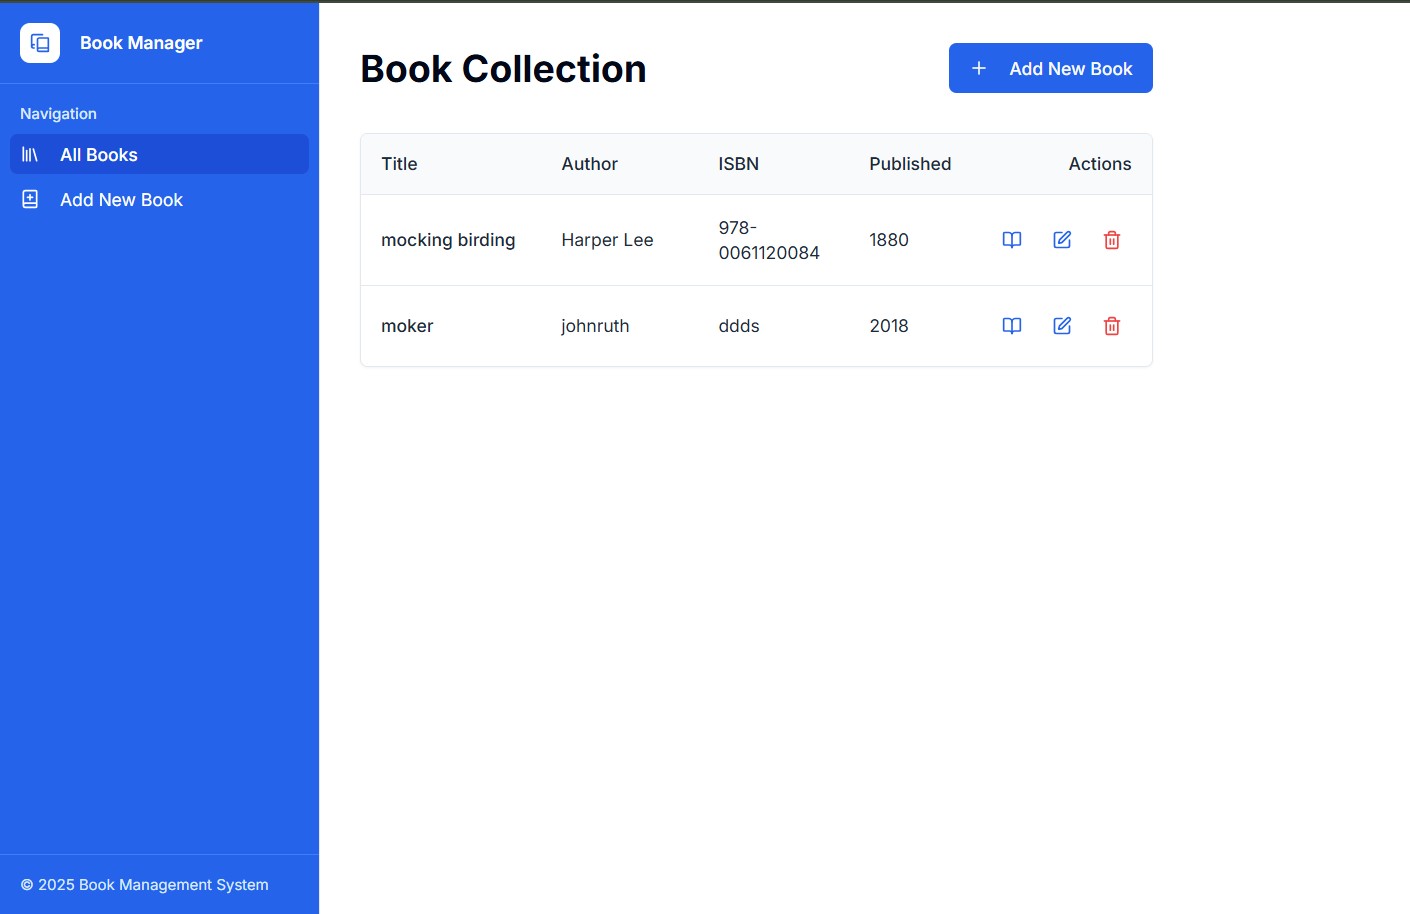 Book Manager
Navigation
All Books
Add New Book
© 2025 Book Management System
Book Collection
Add New Book
Title Author ISBN Published Actions
mocking birding Harper Lee 978-
0061120084 1880
moker johnruth ddds 2018